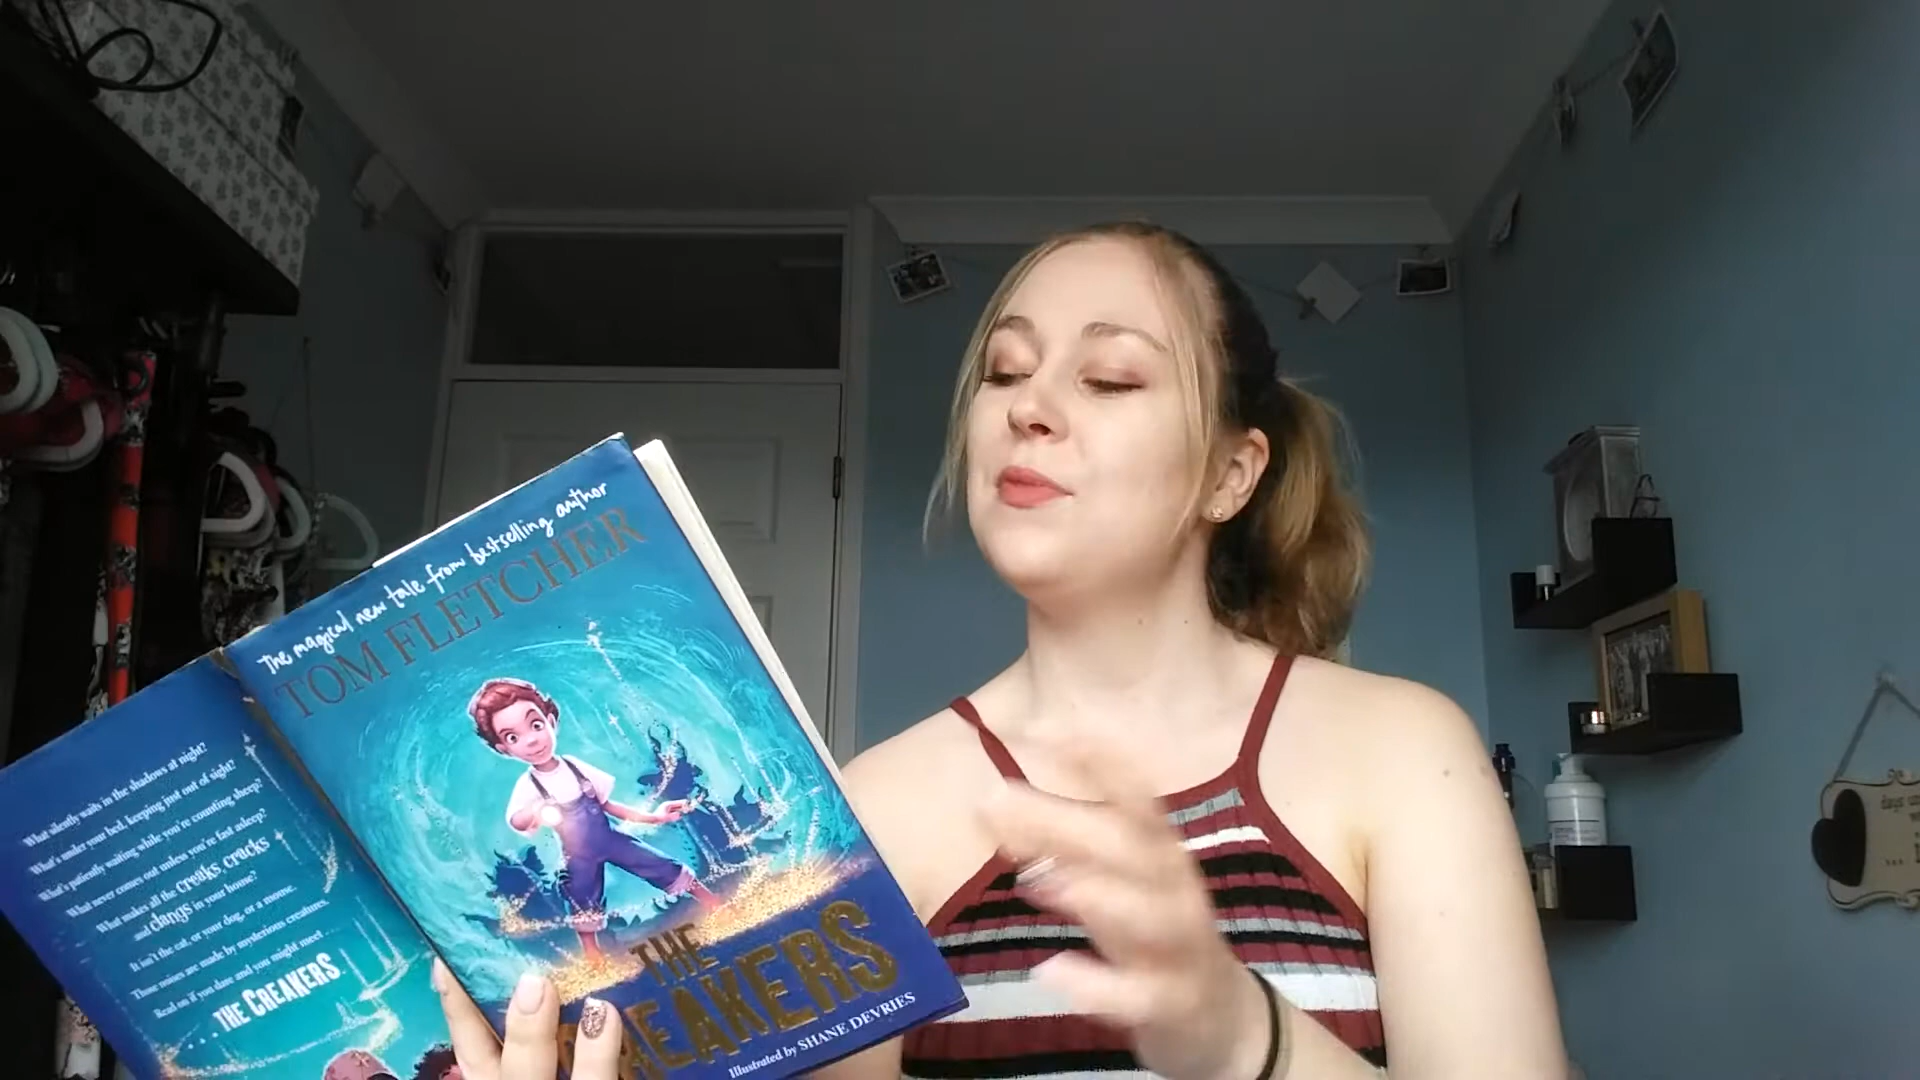 What silently waits in the shadows at night?
What's under your bed, keeping just out of sight?
What's patiently waiting while you're counting sheep?
What never comes out unless you're fast asleep?
What makes all the creaks, cracks
and clangs in your house?
It isn't the cat, or your dog, or a mouse.
Those noises are made by mysterious creatures.
Read on if you dare and you might meet . . .
THE CREAKERS.
The magical new tale from bestselling author
TOM FLETCHER
THE
CREAKERS
Illustrated by SHANE DEVRIES
days